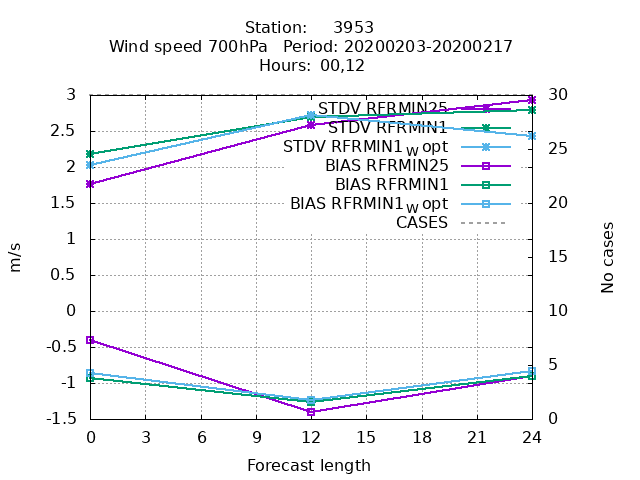 Station: 3953
Wind speed 700hPa Period: 20200203-20200217
Hours: 00,12
3
2.5
2
1.5
1
0.5
0
-0.5
-1
-1.5
30
25
20
15
10
5
0
STDV RFRMIN25
STDV RFRMIN1
STDV RFRMIN1W opt
BIAS RFRMIN25
BIAS RFRMIN1
BIAS RFRMIN1W opt
CASES
m/s
No cases
0 3 6 9 12 15 18 21 24
Forecast length